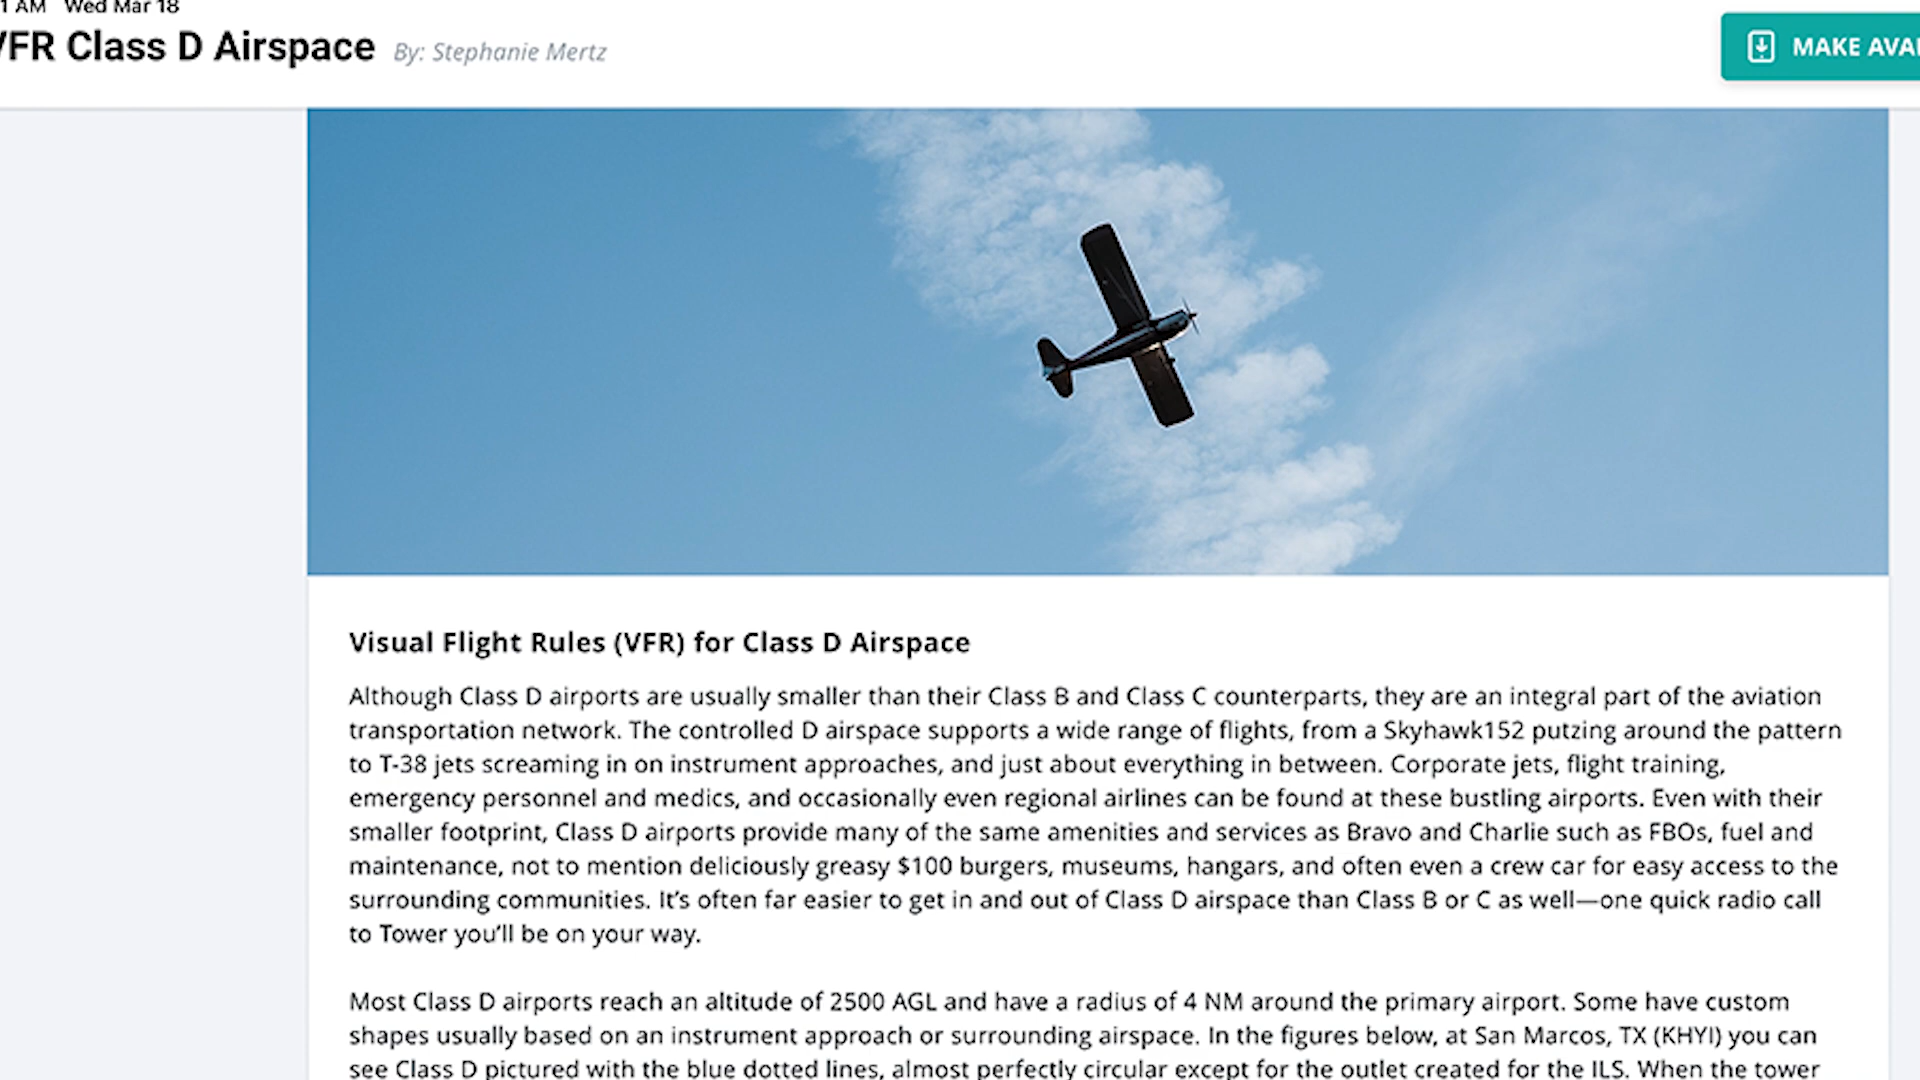 1 AM Wed Mar 18
VFR Class D Airspace By: Stephanie Mertz
MAKE AVAI
Visual Flight Rules (VFR) for Class D Airspace
Although Class D airports are usually smaller than their Class B and Class C counterparts, they are an integral part of the aviation
transportation network. The controlled D airspace supports a wide range of flights, from a Skyhawk152 putzing around the pattern
to T-38 jets screaming in on instrument approaches, and just about everything in between. Corporate jets, flight training,
emergency personnel and medics, and occasionally even regional airlines can be found at these bustling airports. Even with their
smaller footprint, Class D airports provide many of the same amenities and services as Bravo and Charlie such as FBOs, fuel and
maintenance, not to mention deliciously greasy $100 burgers, museums, hangars, and often even a crew car for easy access to the
surrounding communities. It’s often far easier to get in and out of Class D airspace than Class B or C as well—one quick radio call
to Tower you’ll be on your way.
Most Class D airports reach an altitude of 2500 AGL and have a radius of 4 NM around the primary airport. Some have custom
shapes usually based on an instrument approach or surrounding airspace. In the figures below, at San Marcos, TX (KHYI) you can
see Class D pictured with the blue dotted lines, almost perfectly circular except for the outlet created for the ILS. When the tower